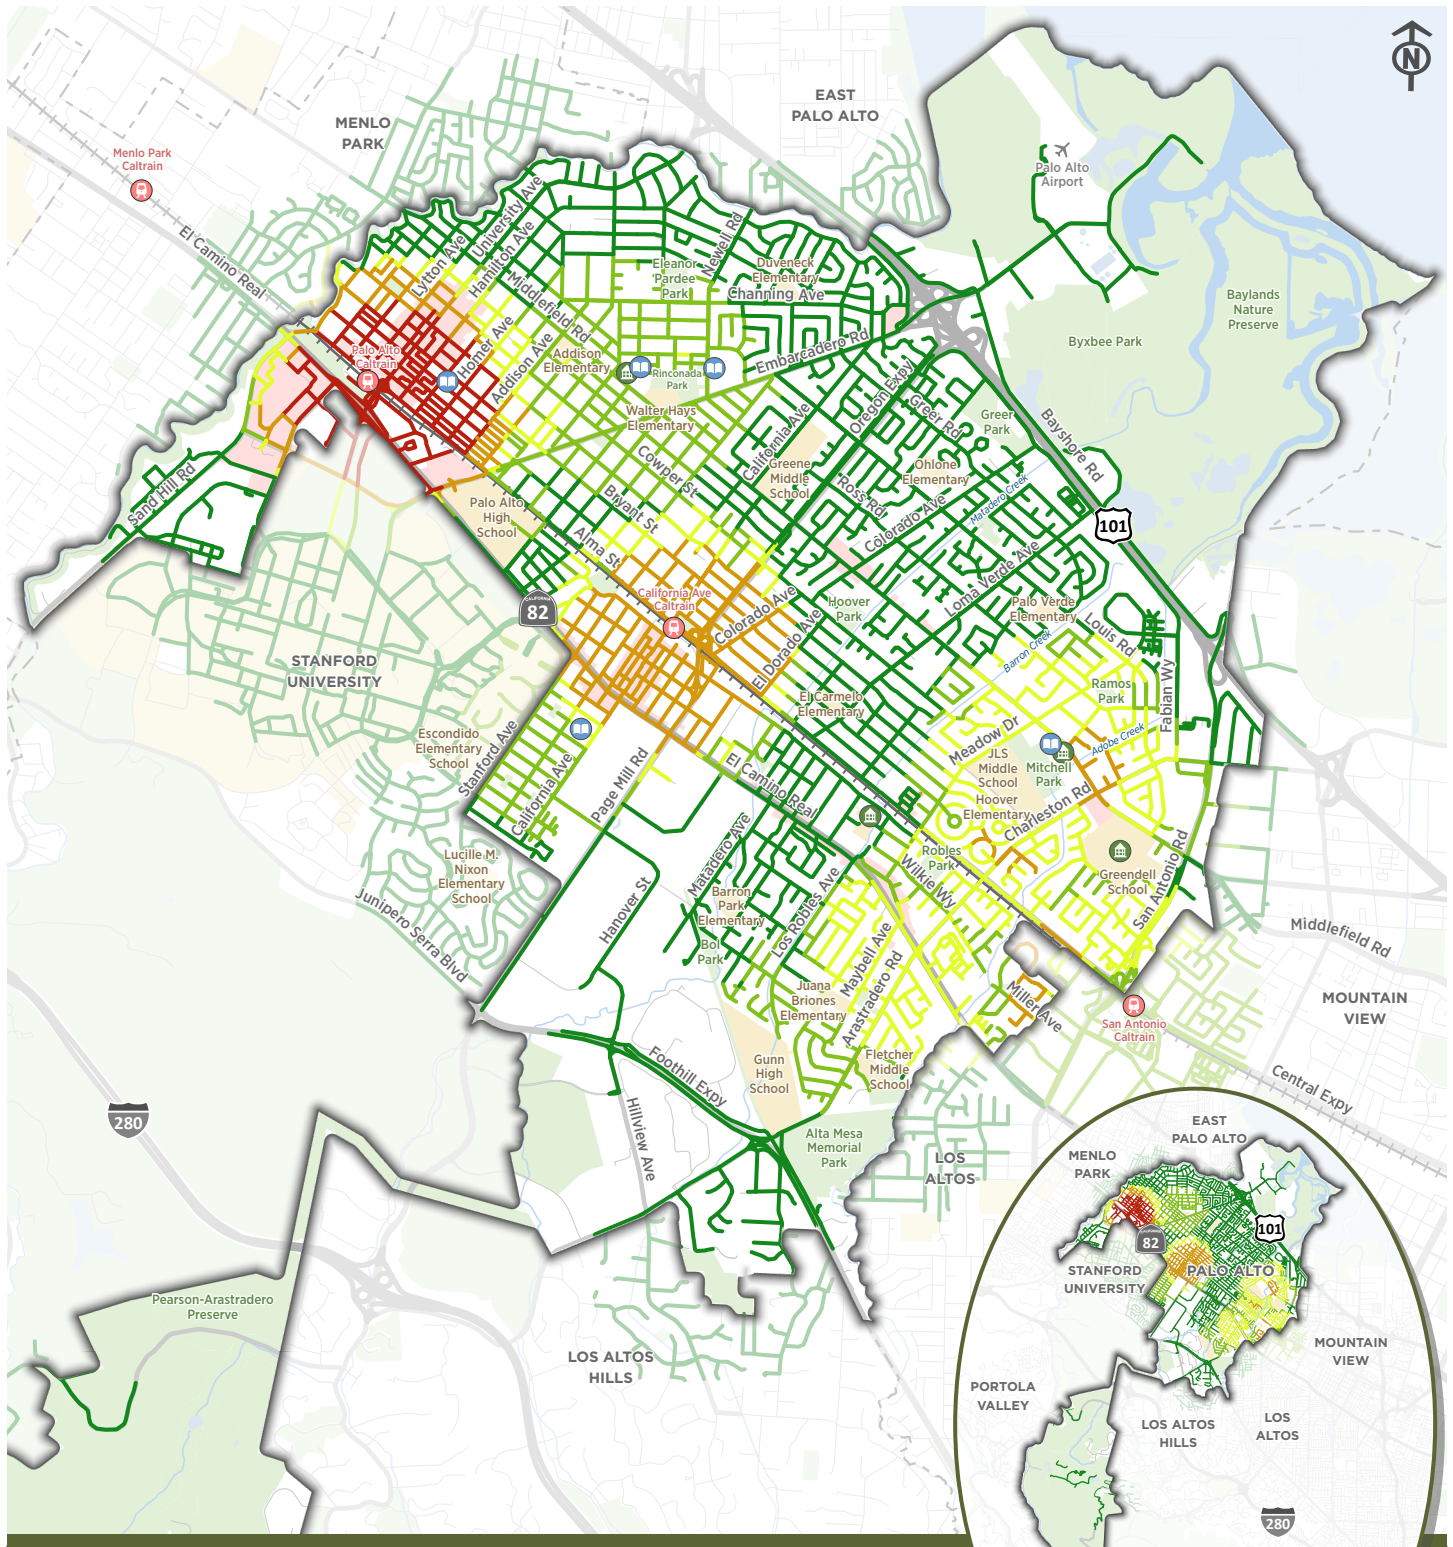 N
EAST
PALO ALTO
MENLO
PARK
Menlo Park
Caltrain
Palo Alto
Airport
El Camino Real
University Ave
Lytton Ave
Hamilton Ave
Newell Rd
Eleanor
Pardee
Park
Duveneck
Elementary
Channing Ave
Middlefield Rd
Baylands
Nature
Preserve
Byxbee Park
Embarcadero Rd
Homer Ave
Addison Ave
Palo Alto
Caltrain
Addison
Elementary
Rinconada
Park
Walter Hays
Elementary
Oregon Expy
Greer Rd
Greer
Park
Bayshore Rd
California Ave
Cowper St
Greene
Middle
School
Ohlone
Elementary
Ross Rd
Matadero Creek
Colorado Ave
Sand Hill Rd
Bryant St
Palo Alto
High
School
Alma St
101
Loma Verde Ave
CALIFORNIA
82
California Ave
Caltrain
Colorado Ave
Hoover
Park
Palo Verde
Elementary
Louis Rd
Barron Creek
El Dorado Ave
STANFORD
UNIVERSITY
Ramos
Park
Fabian Wy
El Carmelo
Elementary
Meadow Dr
Adobe Creek
Escondido
Elementary
School
Stanford Ave
California Ave
Page Mill Rd
El Camino Real
JLS
Middle
School
Mitchell
Park
Hoover
Elementary
Charleston Rd
Robles
Park
Wilkie Wy
Greendell
School
San Antonio Rd
Lucille M.
Nixon
Elementary
School
Matadero Ave
Barron
Park
Elementary
Los Robles Ave
Hanover St
Junipero Serra Blvd
Bol
Park
Maybell Ave
Arastradero Rd
Middlefield Rd
Juana
Briones
Elementary
Miller Ave
MOUNTAIN
VIEW
San Antonio
Caltrain
Foothill Expy
Gunn
High
School
Fletcher
Middle
School
Central Expy
280
Hillview Ave
Alta Mesa
Memorial
Park
LOS
ALTOS
Pearson-Arastradero
Preserve
LOS ALTOS
HILLS
EAST
PALO ALTO
MENLO
PARK
101
82
STANFORD
UNIVERSITY
PALO ALTO
MOUNTAIN
VIEW
PORTOLA
VALLEY
LOS ALTOS
HILLS
LOS
ALTOS
280